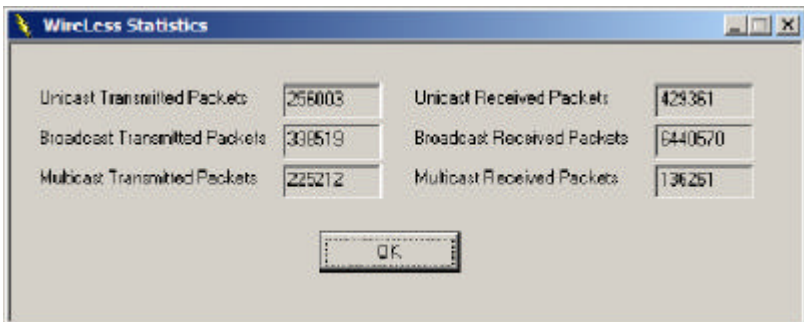 WireLess Statistics
Unicast Transmitted Packets 256003 Unicast Received Packets 429361
Broadcast Transmitted Packets Broadcast Received Packets 6440570
Multicast Transmitted Packets 225212 Multicast Received Packets 136261
OK